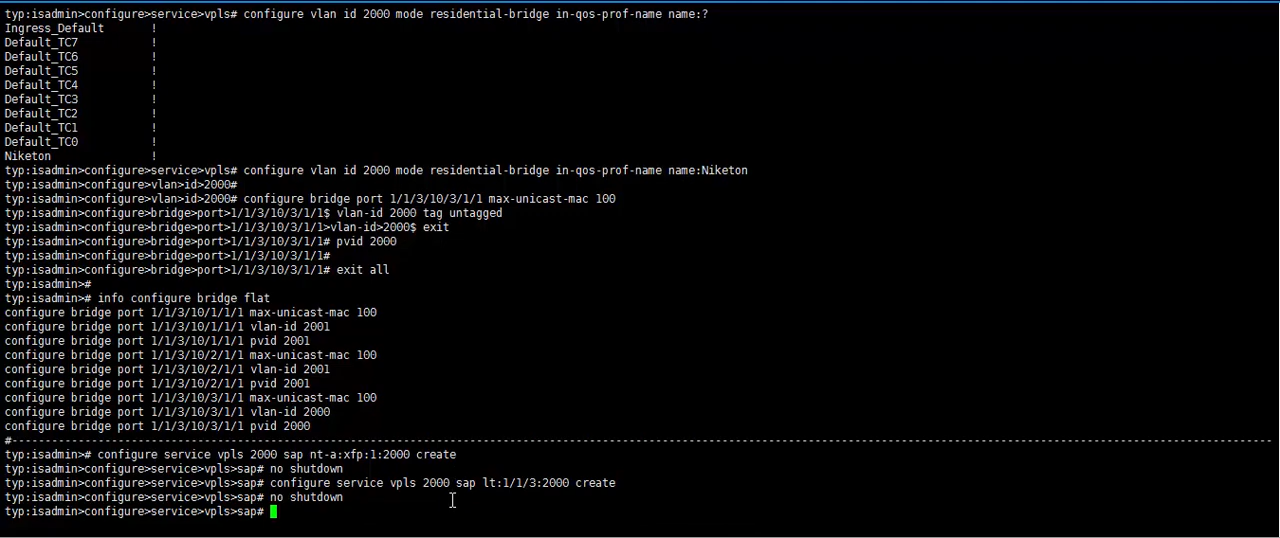 typ:isadmin>configure>service>vpls# configure vlan id 2000 mode residential-bridge in-qos-prof-name name:?
Ingress_Default !
Default_TC7 !
Default_TC6 !
Default_TC5 !
Default_TC4 !
Default_TC3 !
Default_TC2 !
Default_TC1 !
Default_TC0 !
Niketon !
typ:isadmin>configure>service>vpls# configure vlan id 2000 mode residential-bridge in-qos-prof-name name:Niketon
typ:isadmin>configure>vlan>id>2000#
typ:isadmin>configure>vlan>id>2000# configure bridge port 1/1/3/10/3/1/1 max-unicast-mac 100
typ:isadmin>configure>bridge>port>1/1/3/10/3/1/1$ vlan-id 2000 tag untagged
typ:isadmin>configure>bridge>port>1/1/3/10/3/1/1>vlan-id>2000$ exit
typ:isadmin>configure>bridge>port>1/1/3/10/3/1/1# pvid 2000
typ:isadmin>configure>bridge>port>1/1/3/10/3/1/1#
typ:isadmin>configure>bridge>port>1/1/3/10/3/1/1# exit all
typ:isadmin>#
typ:isadmin># info configure bridge flat
configure bridge port 1/1/3/10/1/1/1 max-unicast-mac 100
configure bridge port 1/1/3/10/1/1/1 vlan-id 2001
configure bridge port 1/1/3/10/1/1/1 pvid 2001
configure bridge port 1/1/3/10/2/1/1 max-unicast-mac 100
configure bridge port 1/1/3/10/2/1/1 vlan-id 2001
configure bridge port 1/1/3/10/2/1/1 pvid 2001
configure bridge port 1/1/3/10/3/1/1 max-unicast-mac 100
configure bridge port 1/1/3/10/3/1/1 vlan-id 2000
configure bridge port 1/1/3/10/3/1/1 pvid 2000
#----------------------------------------------------------------------------------------------------
typ:isadmin># configure service vpls 2000 sap nt-a:xfp:1:2000 create
typ:isadmin>configure>service>vpls>sap# no shutdown
typ:isadmin>configure>service>vpls>sap# configure service vpls 2000 sap lt:1/1/3:2000 create
typ:isadmin>configure>service>vpls>sap# no shutdown
typ:isadmin>configure>service>vpls>sap#